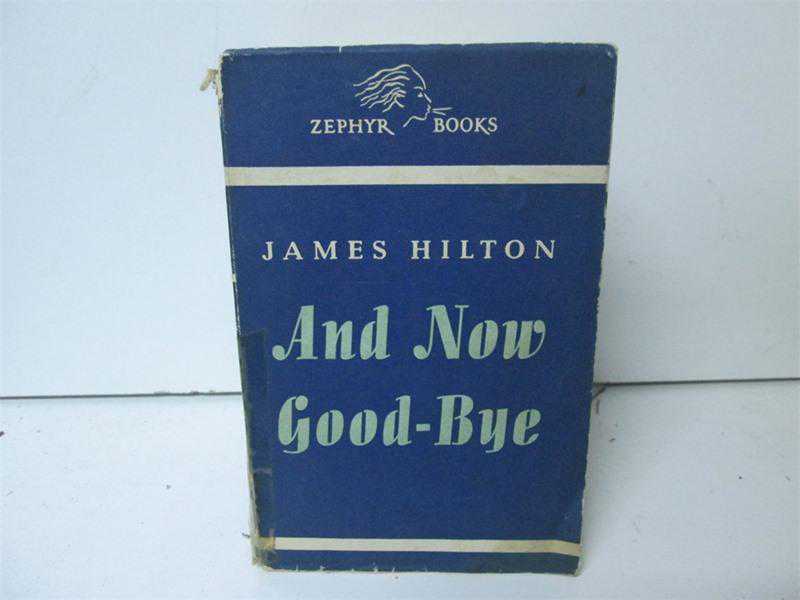 ZEPHYR BOOKS
JAMES HILTON
And Now
Good-Bye